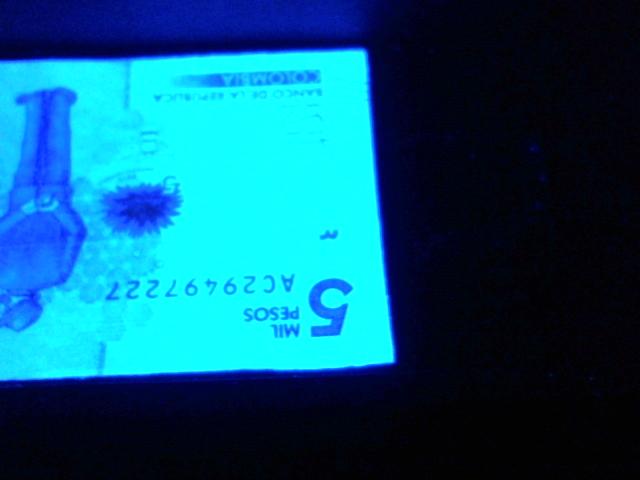 5 MIL
PESOS
AC29497227
BANCO DE LA REPÚBLICA
COLOMBIA